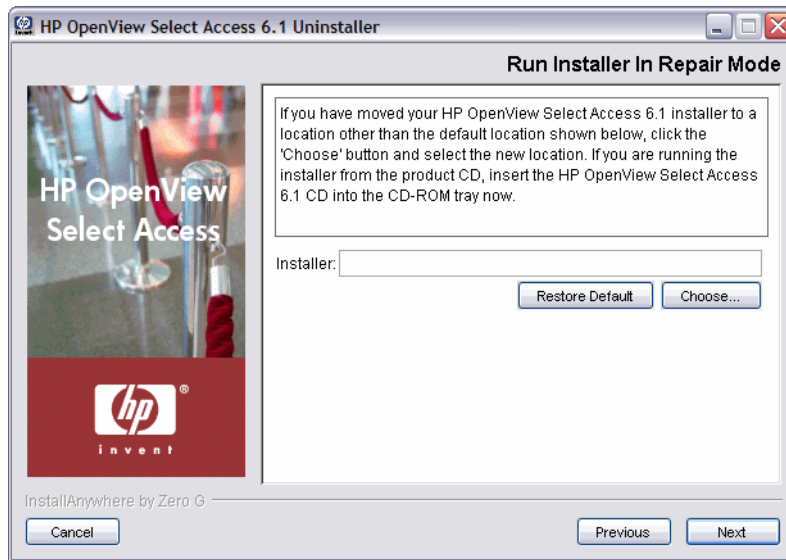 HP OpenView Select Access 6.1 Uninstaller
Run Installer In Repair Mode
If you have moved your HP OpenView Select Access 6.1 installer to a
location other than the default location shown below, click the
'Choose' button and select the new location. If you are running the
installer from the product CD, insert the HP OpenView Select Access
6.1 CD into the CD-ROM tray now.
HP OpenView
Select Access
Installer:
Restore Default
Choose...
hp
®
invent
InstallAnywhere by Zero G
Cancel
Previous
Next